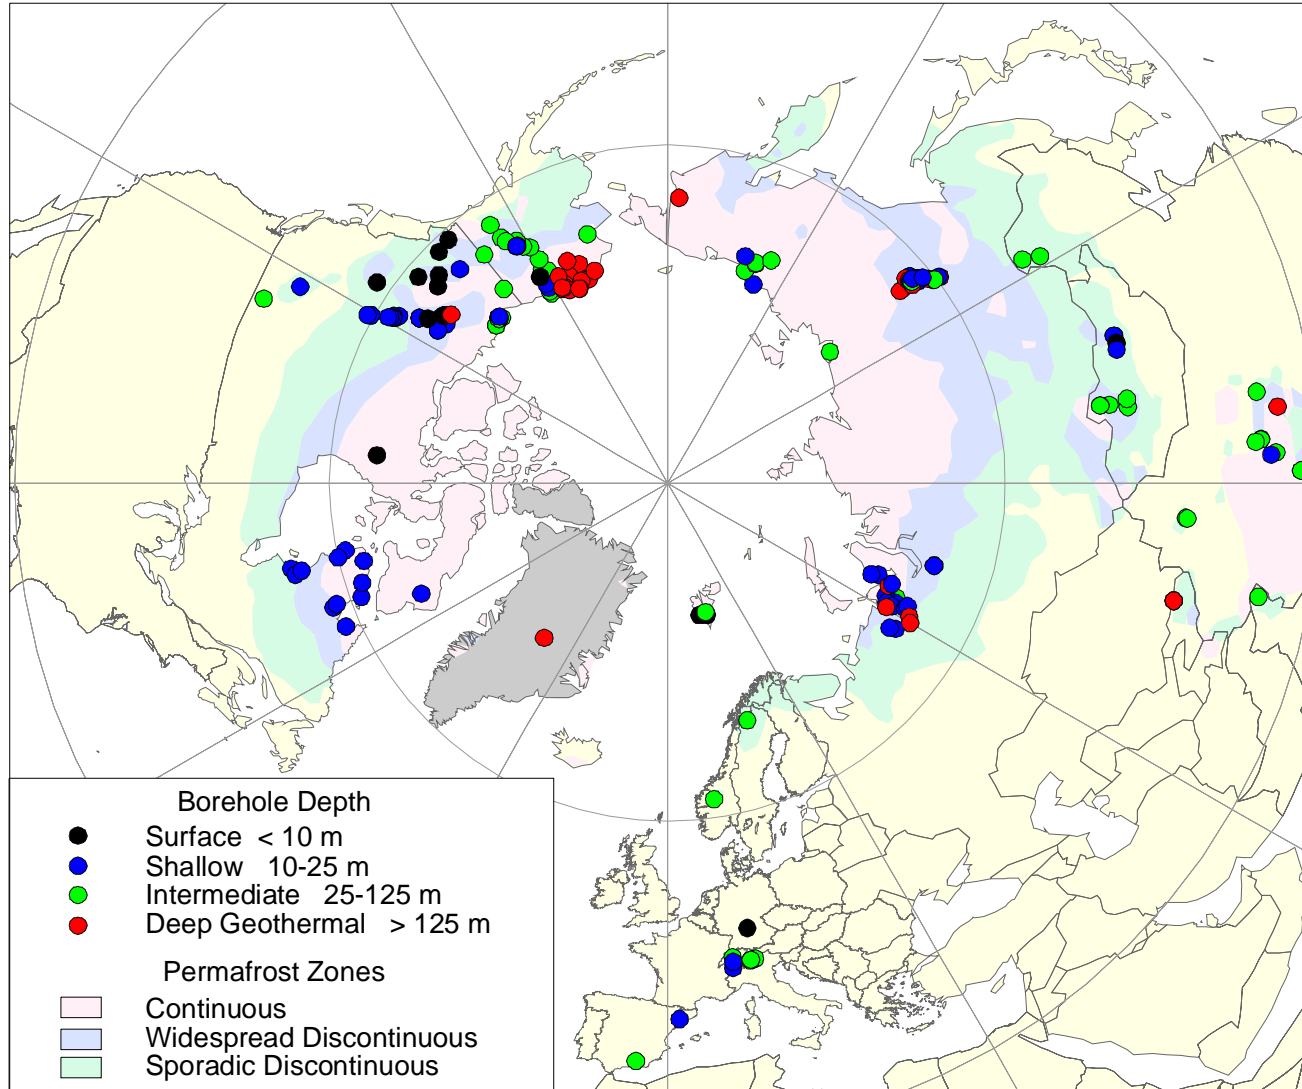 Borehole Depth
Surface < 10 m
Shallow 10-25 m
Intermediate 25-125 m
Deep Geothermal > 125 m
Permafrost Zones
Continuous
Widespread Discontinuous
Sporadic Discontinuous